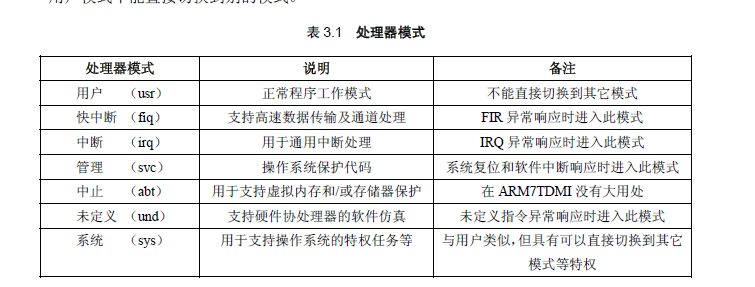 用户模式不能直接切换到别的模式。
表 3.1 处理器模式
处理器模式 说明 备注
用户 （usr） 正常程序工作模式 不能直接切换到其它模式
快中断 （fiq） 支持高速数据传输及通道处理 FIR 异常响应时进入此模式
中断 （irq） 用于通用中断处理 IRQ 异常响应时进入此模式
管理 （svc） 操作系统保护代码 系统复位和软件中断响应时进入此模式
中止 （abt） 用于支持虚拟内存和/或存储器保护 在 ARM7TDMI 没有大用处
未定义 （und） 支持硬件协处理器的软件仿真 未定义指令异常响应时进入此模式
系统 （sys） 用于支持操作系统的特权任务等 与用户类似，但具有可以直接切换到其它
模式等特权